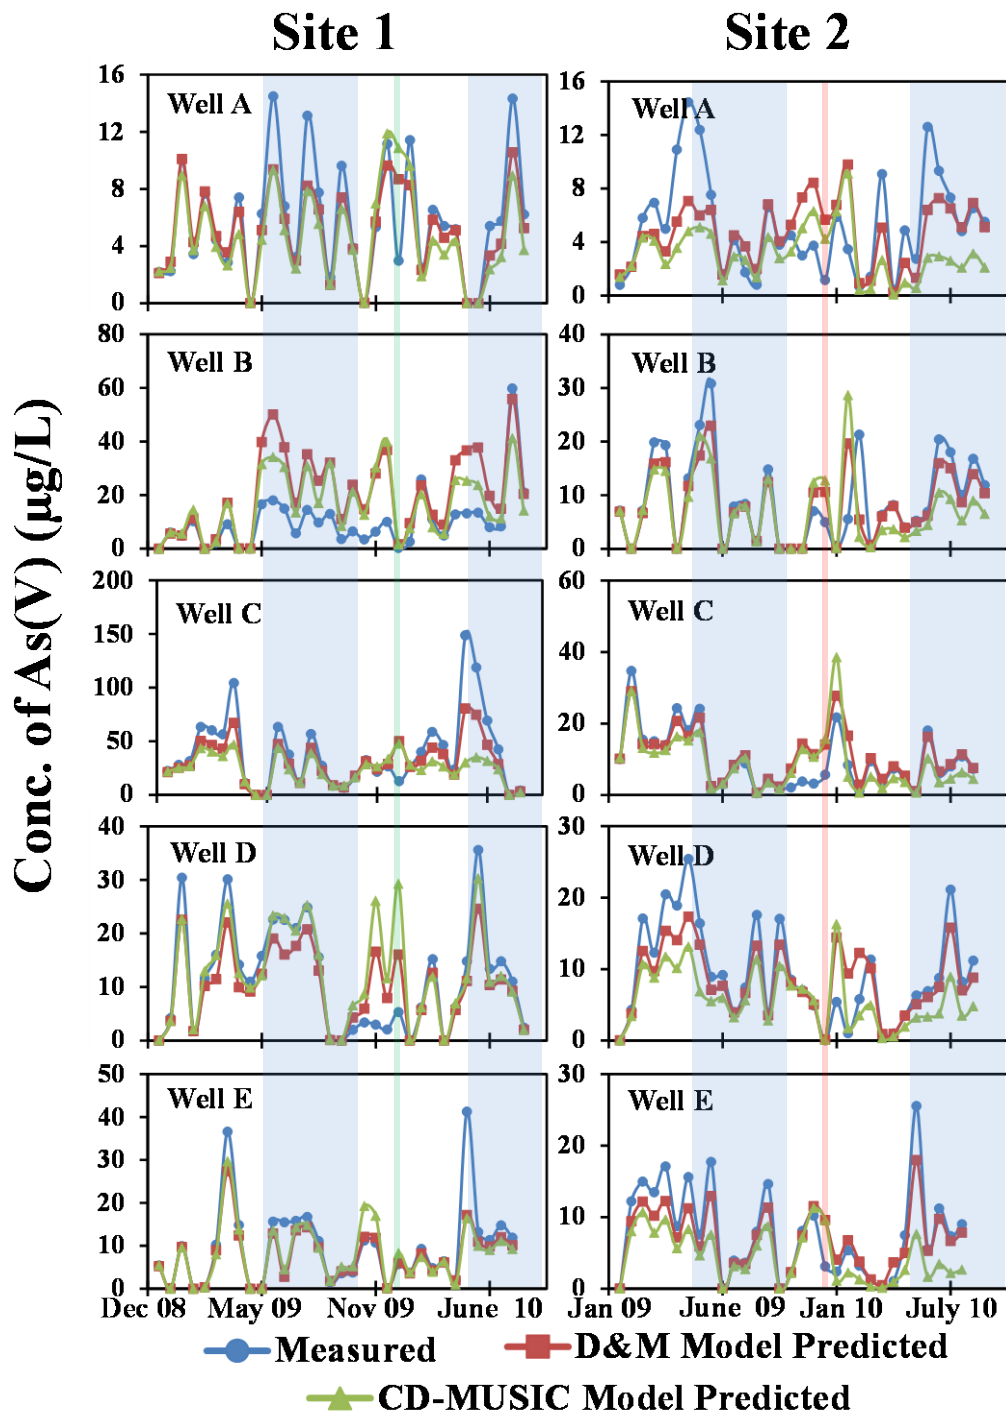 Site 1
Site 2
Conc. of As(V) (µg/L)
Well A
16
12
8
4
0
Well A
16
12
8
4
0
Well B
80
60
40
20
0
Well B
40
30
20
10
0
Well C
200
150
100
50
0
Well C
60
40
20
0
Well D
40
30
20
10
0
Well D
30
20
10
0
Well E
50
40
30
20
10
0
Well E
30
20
10
0
Dec 08 May 09 Nov 09 June 10
Jan 09 June 09 Jan 10 July 10
Measured D&M Model Predicted
CD-MUSIC Model Predicted